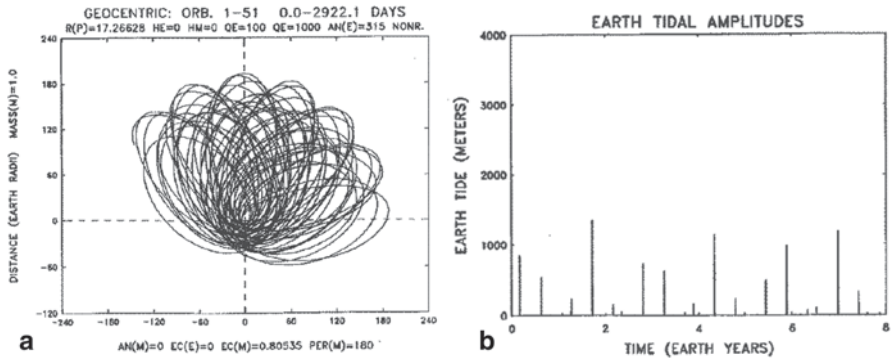 GEOCENTRIC: ORB. 1-51 0.0-2922.1 DAYS
R(P)=17.26628 HE=0 HM=0 QE=100 QE=1000 AN(E)=315 NONR.
240
180
120
60
0
-60
-120
DISTANCE (EARTH RADII) MASS(M)=1.0
-240 -180 -120 -60 0 60 120 180 240
AN(M)=0 EC(E)=0 EC(M)=0.80535 PER(M)=180
a
EARTH TIDAL AMPLITUDES
4000
3000
2000
1000
0
EARTH TIDE (METERS)
0 2 4 6 8
TIME (EARTH YEARS)
b